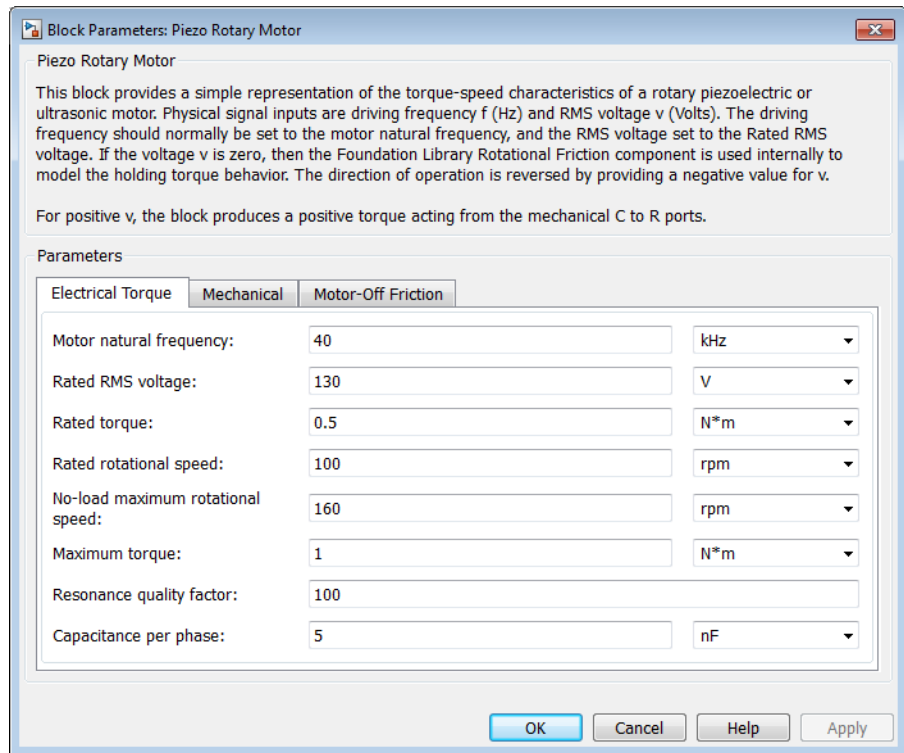 Block Parameters: Piezo Rotary Motor
Piezo Rotary Motor
This block provides a simple representation of the torque-speed characteristics of a rotary piezoelectric or
ultrasonic motor. Physical signal inputs are driving frequency f (Hz) and RMS voltage v (Volts). The driving
frequency should normally be set to the motor natural frequency, and the RMS voltage set to the Rated RMS
voltage. If the voltage v is zero, then the Foundation Library Rotational Friction component is used internally to
model the holding torque behavior. The direction of operation is reversed by providing a negative value for v.
For positive v, the block produces a positive torque acting from the mechanical C to R ports.
Parameters
Electrical Torque Mechanical Motor-Off Friction
Motor natural frequency: 40 kHz
Rated RMS voltage: 130 V
Rated torque: 0.5 N*m
Rated rotational speed: 100 rpm
No-load maximum rotational
speed: 160 rpm
Maximum torque: 1 N*m
Resonance quality factor: 100
Capacitance per phase: 5 nF
OK Cancel Help Apply